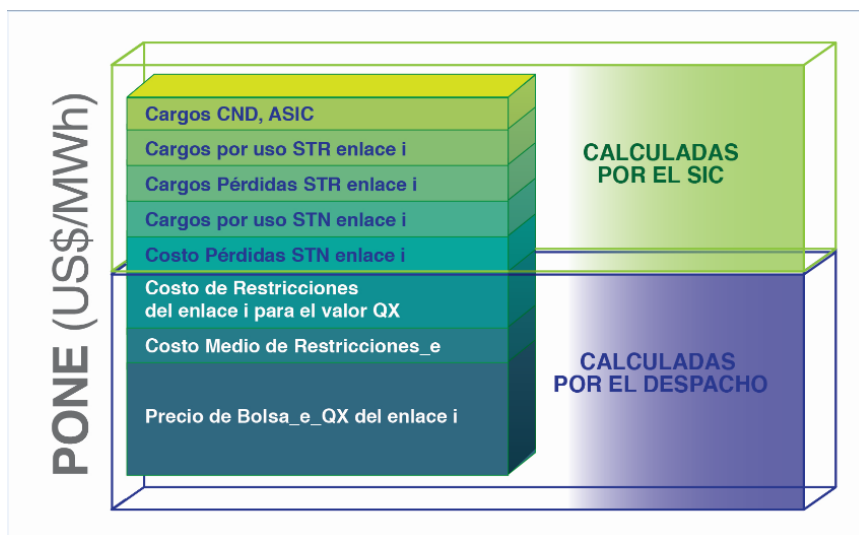 PONE (US$/MWh)
Cargos CND, ASIC
Cargos por uso STR enlace i
Cargos Pérdidas STR enlace i
Cargos por uso STN enlace i
Costo Pérdidas STN enlace i
Costo de Restricciones
del enlace i para el valor QX
Costo Medio de Restricciones_e
Precio de Bolsa_e_QX del enlace i
CALCULADAS
POR EL SIC
CALCULADAS
POR EL DESPACHO